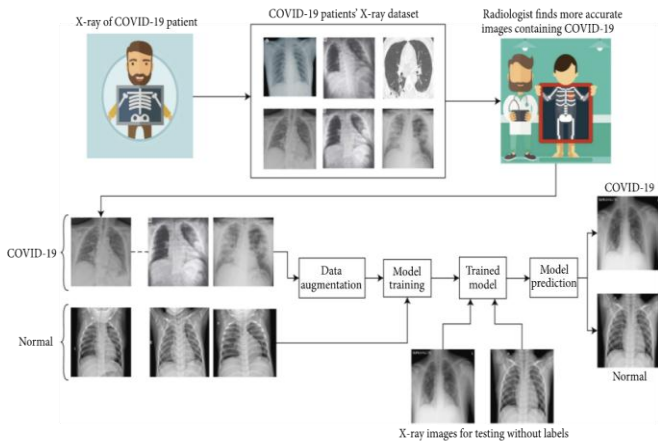 X-ray of COVID-19 patient
COVID-19 patients' X-ray dataset
Radiologist finds more accurate
images containing COVID-19
COVID-19
COVID-19
Data
augmentation
Model
training
Trained
model
Model
prediction
Normal
Normal
X-ray images for testing without labels